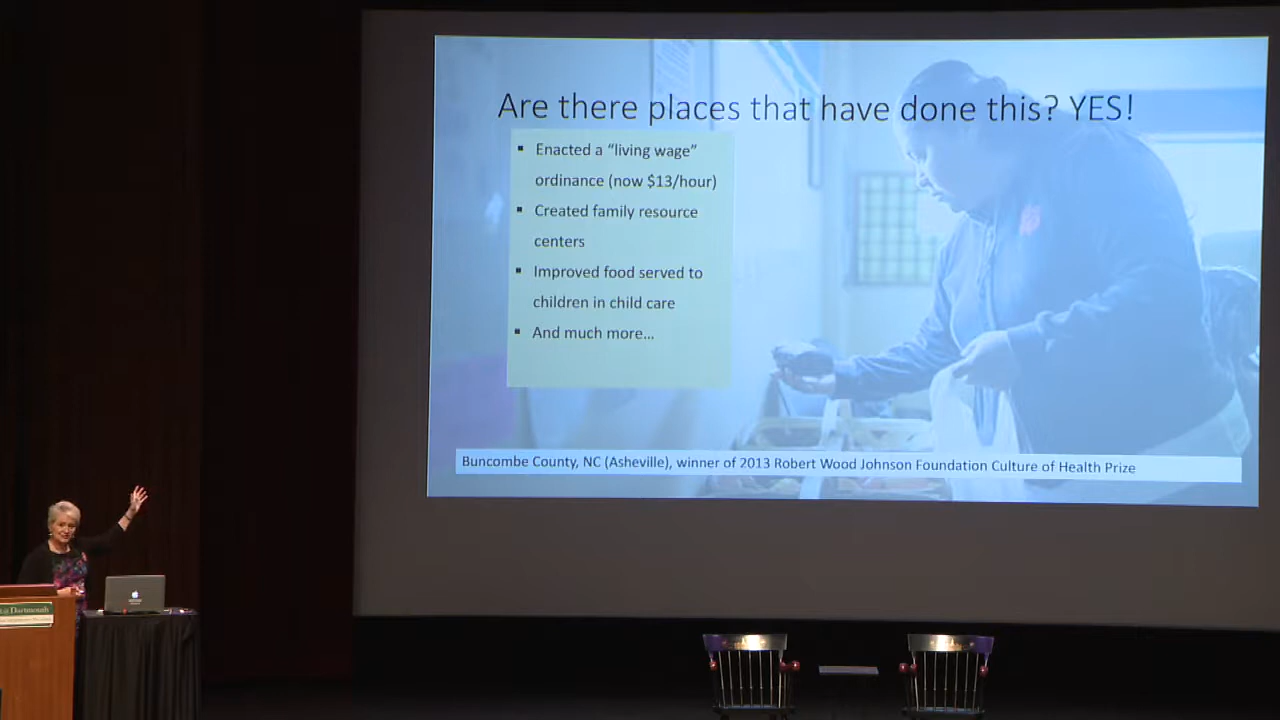 Are there places that have done this? YES!
▪ Enacted a “living wage”
ordinance (now $13/hour)
▪ Created family resource
centers
▪ Improved food served to
children in child care
▪ And much more...
Buncombe County, NC (Asheville), winner of 2013 Robert Wood Johnson Foundation Culture of Health Prize
Dartmouth